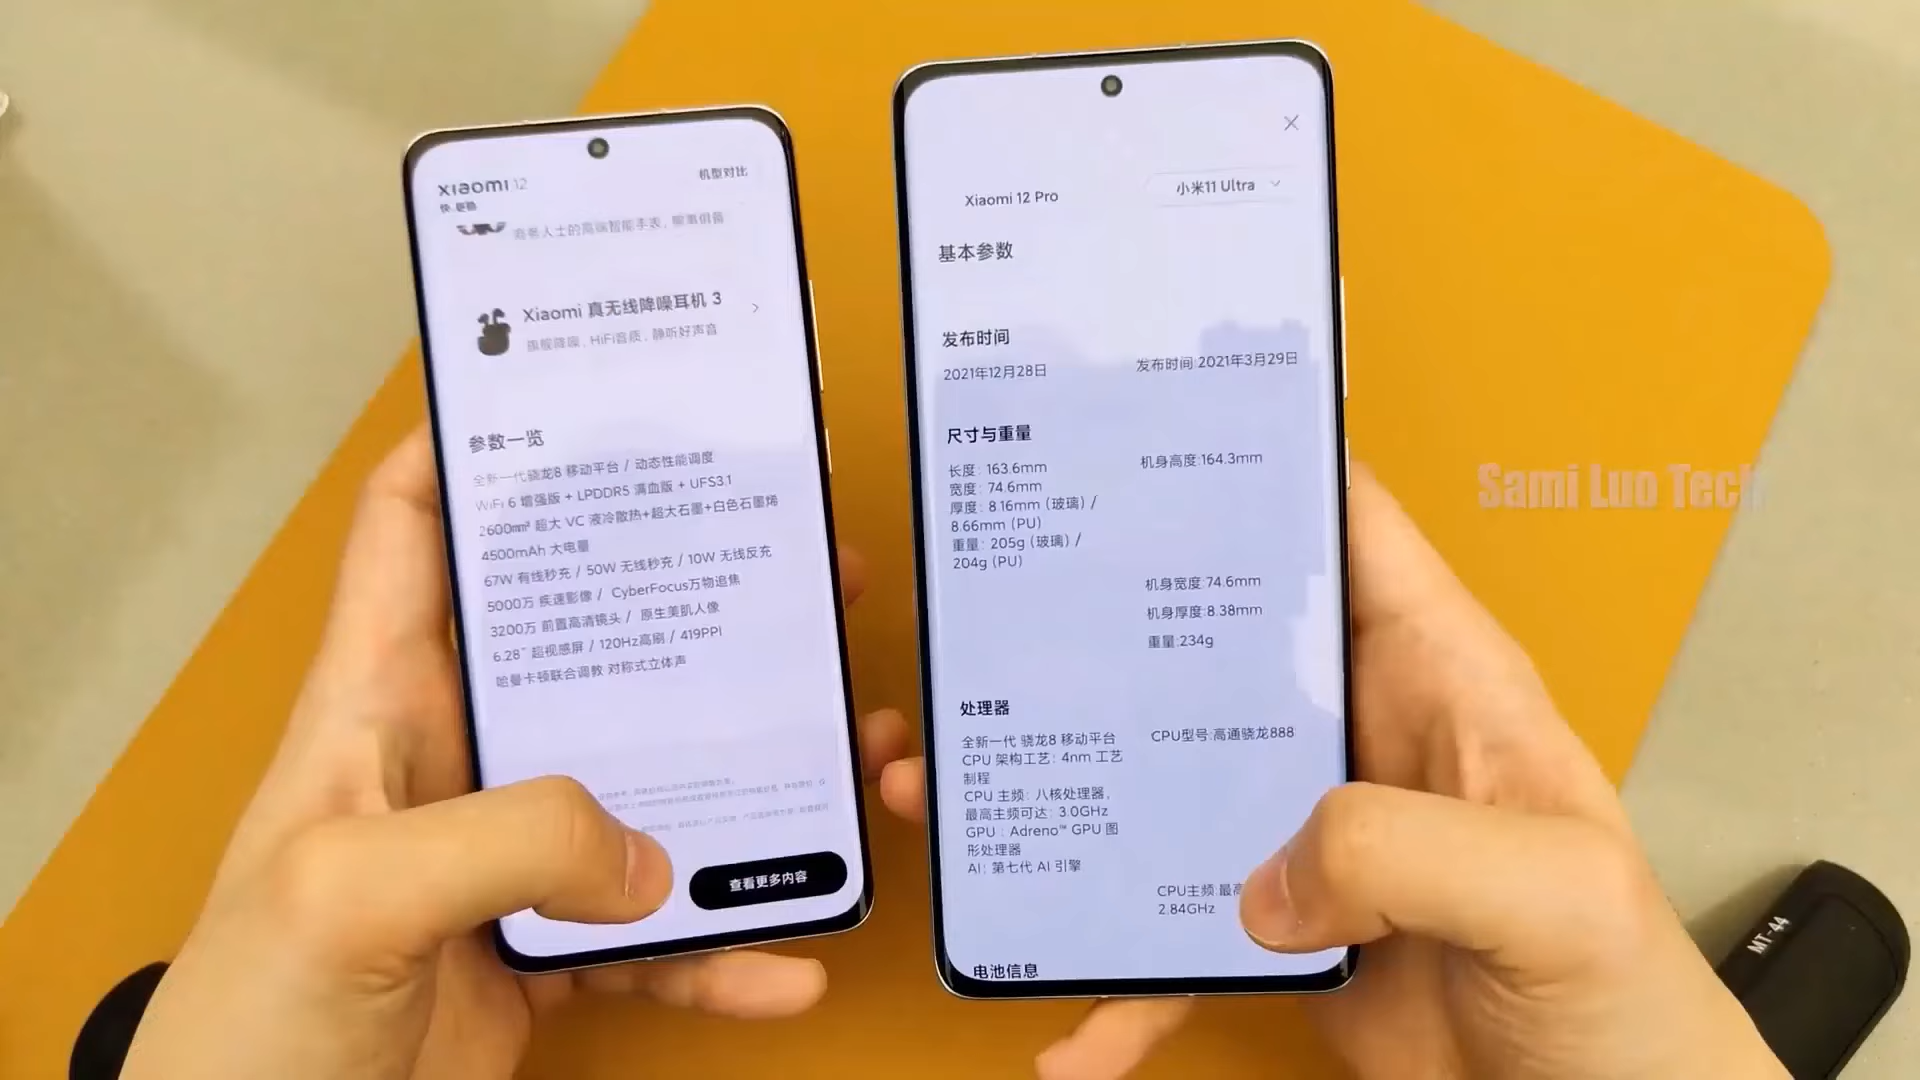 xiaomi 12
机型对比
快·更稳
商务人士的高端智能手表，
Xiaomi 真无线降噪耳机 3
旗舰降噪，HiFi音质，静听好声音
参数一览
全新一代骁龙8 移动平台 / 动态性能调度
WiFi 6 增强版 + LPDDR5 满血版 + UFS3.1
2600mm² 超大 VC 液冷散热+超大石墨+白色石墨烯
4500mAh 大电量
67W 有线秒充 / 50W 无线秒充 / 10W 无线反充
5000万 疾速影像 / CyberFocus万物追焦
3200万 前置高清镜头 / 原生美肌人像
6.28" 超视感屏 / 120Hz高刷 / 419PPI
哈曼卡顿联合调教 对称式立体声
查看更多内容
Xiaomi 12 Pro
小米11 Ultra
基本参数
发布时间
2021年12月28日
发布时间:2021年3月29日
尺寸与重量
长度: 163.6mm
宽度: 74.6mm
厚度: 8.16mm (玻璃) /
8.66mm (PU)
重量: 205g (玻璃) /
204g (PU)
机身高度:164.3mm
机身宽度:74.6mm
机身厚度:8.38mm
重量:234g
处理器
全新一代 骁龙8 移动平台
CPU 架构工艺: 4nm 工艺
制程
CPU 主频: 八核处理器,
最高主频可达: 3.0GHz
GPU : Adreno™ GPU 图
形处理器
AI: 第七代 AI 引擎
CPU型号:高通骁龙888
CPU主频:最高
2.84GHz
电池信息
Sami Luo Tech
MT-44